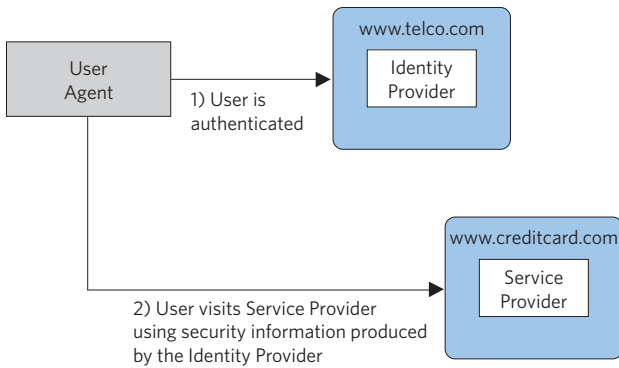 User
Agent
1) User is
authenticated
www.telco.com
Identity
Provider
www.creditcard.com
Service
Provider
2) User visits Service Provider
using security information produced
by the Identity Provider